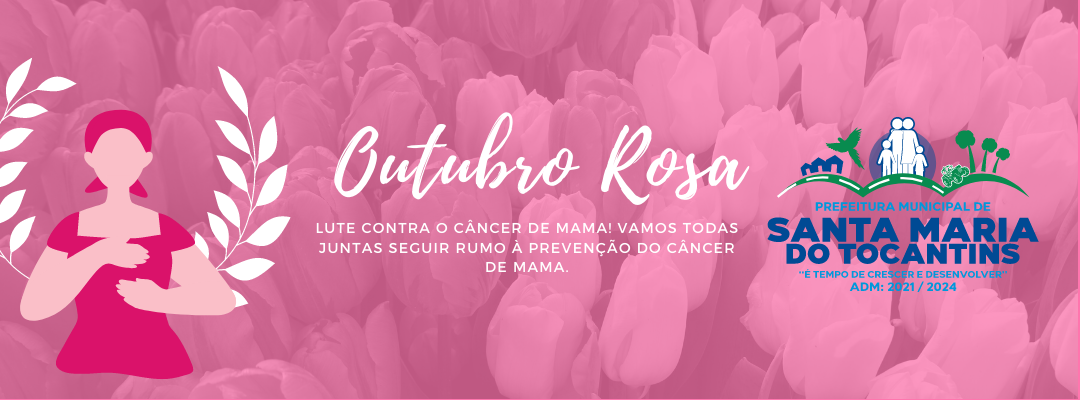 Outubro Rosa
LUTE CONTRA O CÂNCER DE MAMA! VAMOS TODAS
JUNTAS SEGUIR RUMO À PREVENÇÃO DO CÂNCER
DE MAMA.
PREFEITURA MUNICIPAL DE
SANTA MARIA
DO TOCANTINS
"É TEMPO DE CRESCER E DESENVOLVER"
ADM: 2021 / 2024